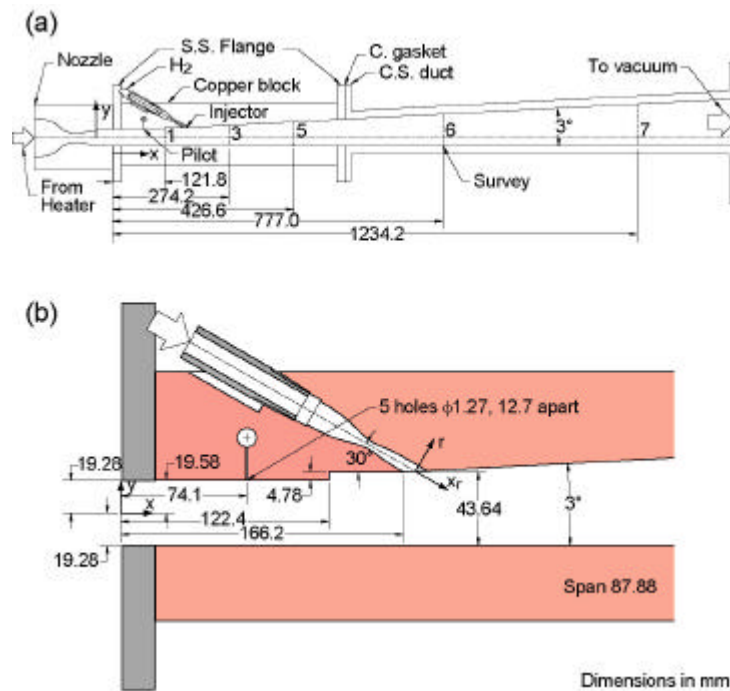 (a)
S.S. Flange
C. gasket
Nozzle
H2
C.S. duct
To vacuum
Copper block
Injector
y
1
3
5
6
3°
7
x
Pilot
From
Heater
121.8
Survey
274.2
426.6
777.0
1234.2
(b)
5 holes ϕ1.27, 12.7 apart
r
19.28
19.58
30°
y
xr
x
74.1
4.78
43.64
3°
122.4
166.2
19.28
Span 87.88
Dimensions in mm